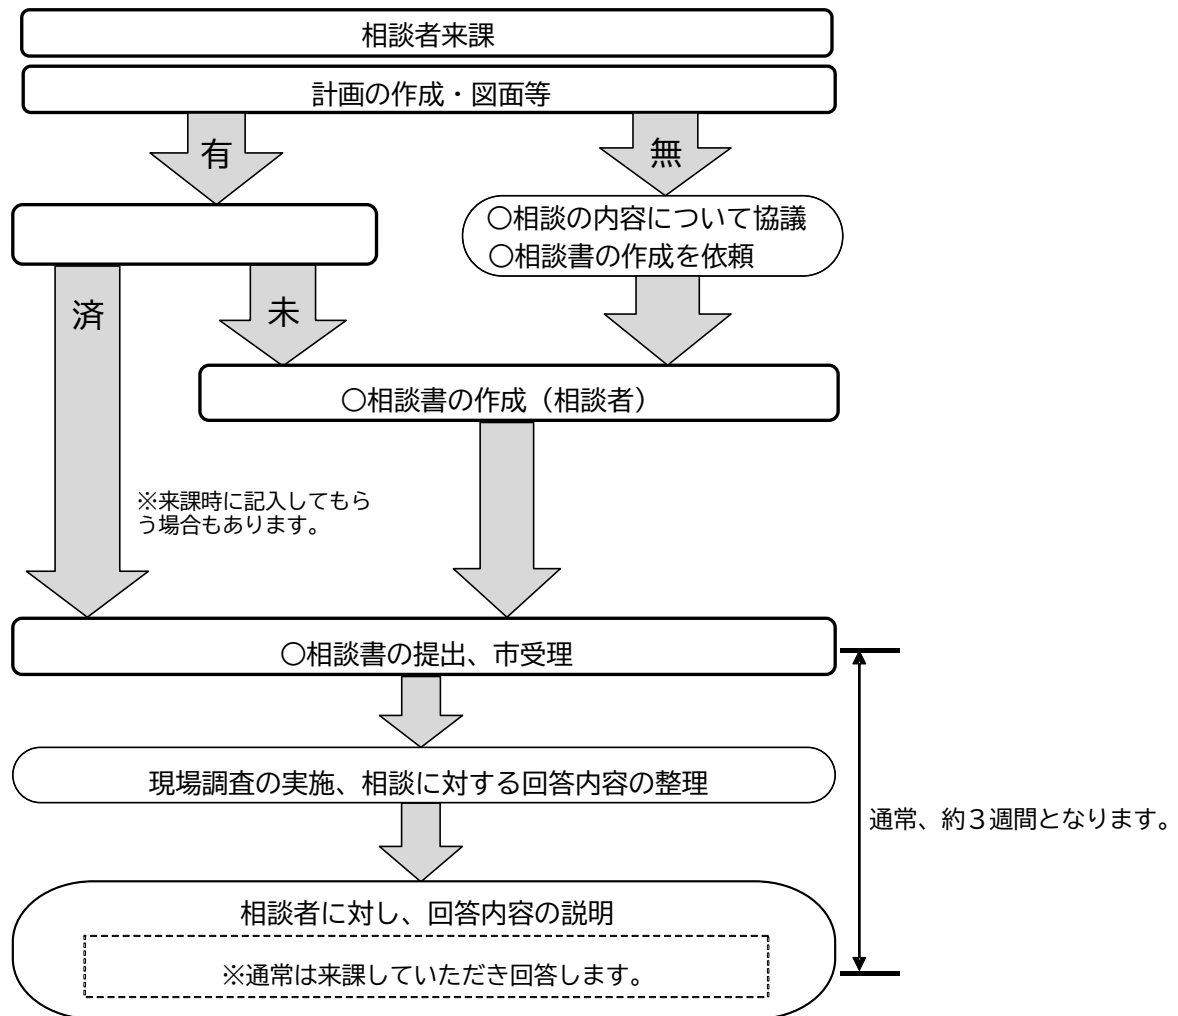 相談者来課
計画の作成・図面等
有
無
〇相談の内容について協議
〇相談書の作成を依頼
済
未
〇相談書の作成（相談者）
※来課時に記入してもら
う場合もあります。
〇相談書の提出、市受理
現場調査の実施、相談に対する回答内容の整理
通常、約３週間となります。
相談者に対し、回答内容の説明
※通常は来課していただき回答します。